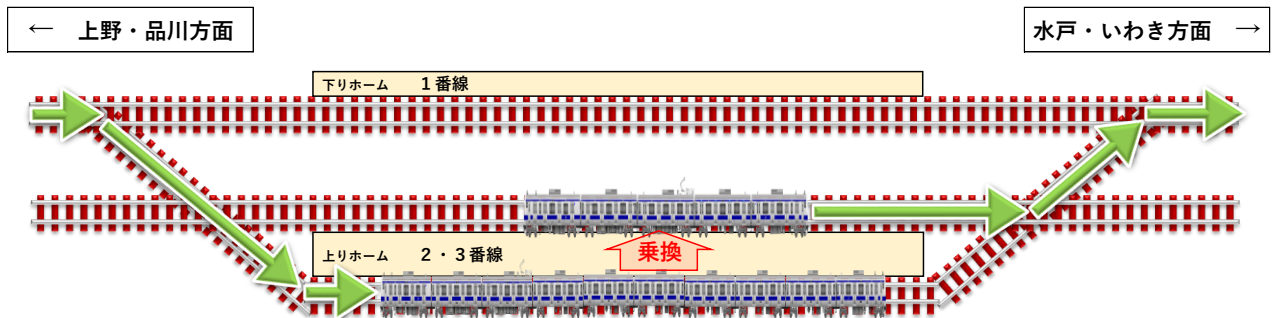 ← 上野・品川方面
水戸・いわき方面 →
下りホーム 1番線
上りホーム 2・3番線
乗換